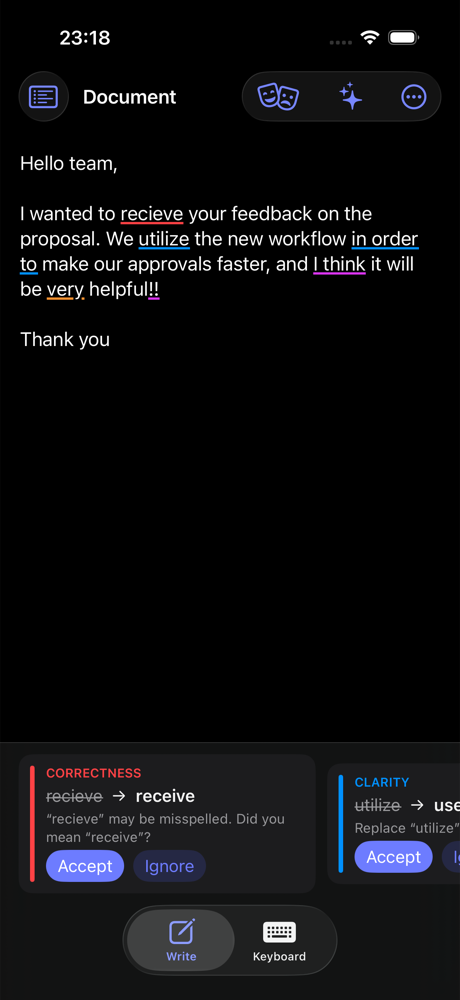 23:18
Document
Hello team,
I wanted to recieve your feedback on the
proposal. We utilize the new workflow in order
to make our approvals faster, and I think it will
be very helpful!!
Thank you
CORRECTNESS
recieve → receive
“recieve” may be misspelled. Did you
mean “receive”?
Accept Ignore
CLARITY
utilize → use
Replace “utilize”
Accept
Write
Keyboard